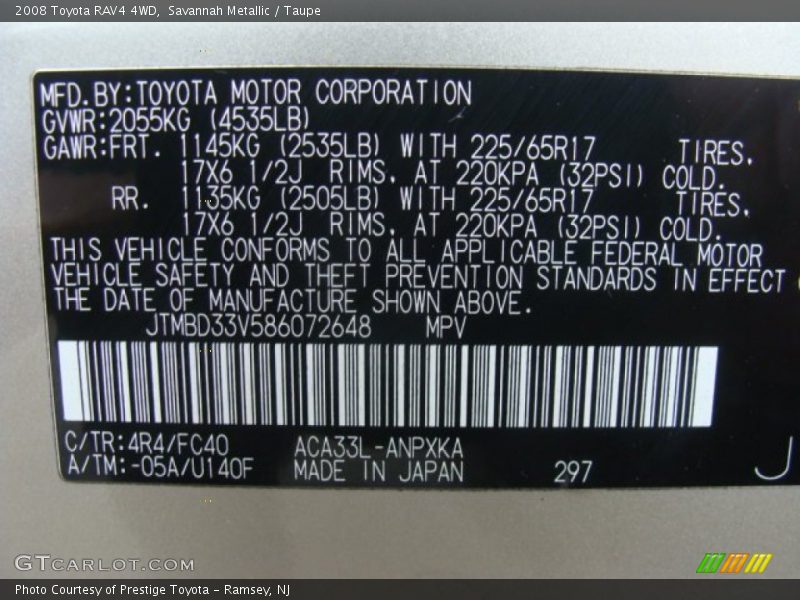 2008 Toyota RAV4 4WD, Savannah Metallic / Taupe
MFD.BY:TOYOTA MOTOR CORPORATION
GVWR:2055KG (4535LB)
GAWR:FRT. 1145KG (2535LB) WITH 225/65R17 TIRES,
17X6 1/2J RIMS, AT 220KPA (32PSI) COLD.
RR. 1135KG (2505LB) WITH 225/65R17 TIRES,
17X6 1/2J RIMS, AT 220KPA (32PSI) COLD.
THIS VEHICLE CONFORMS TO ALL APPLICABLE FEDERAL MOTOR
VEHICLE SAFETY AND THEFT PREVENTION STANDARDS IN EFFECT
THE DATE OF MANUFACTURE SHOWN ABOVE.
JTMBD33V586072648 MPV
C/TR:4R4/FC40 ACA33L-ANPXKA
A/TM:-05A/U140F MADE IN JAPAN 297 J
GTCARLOT.COM
Photo Courtesy of Prestige Toyota - Ramsey, NJ